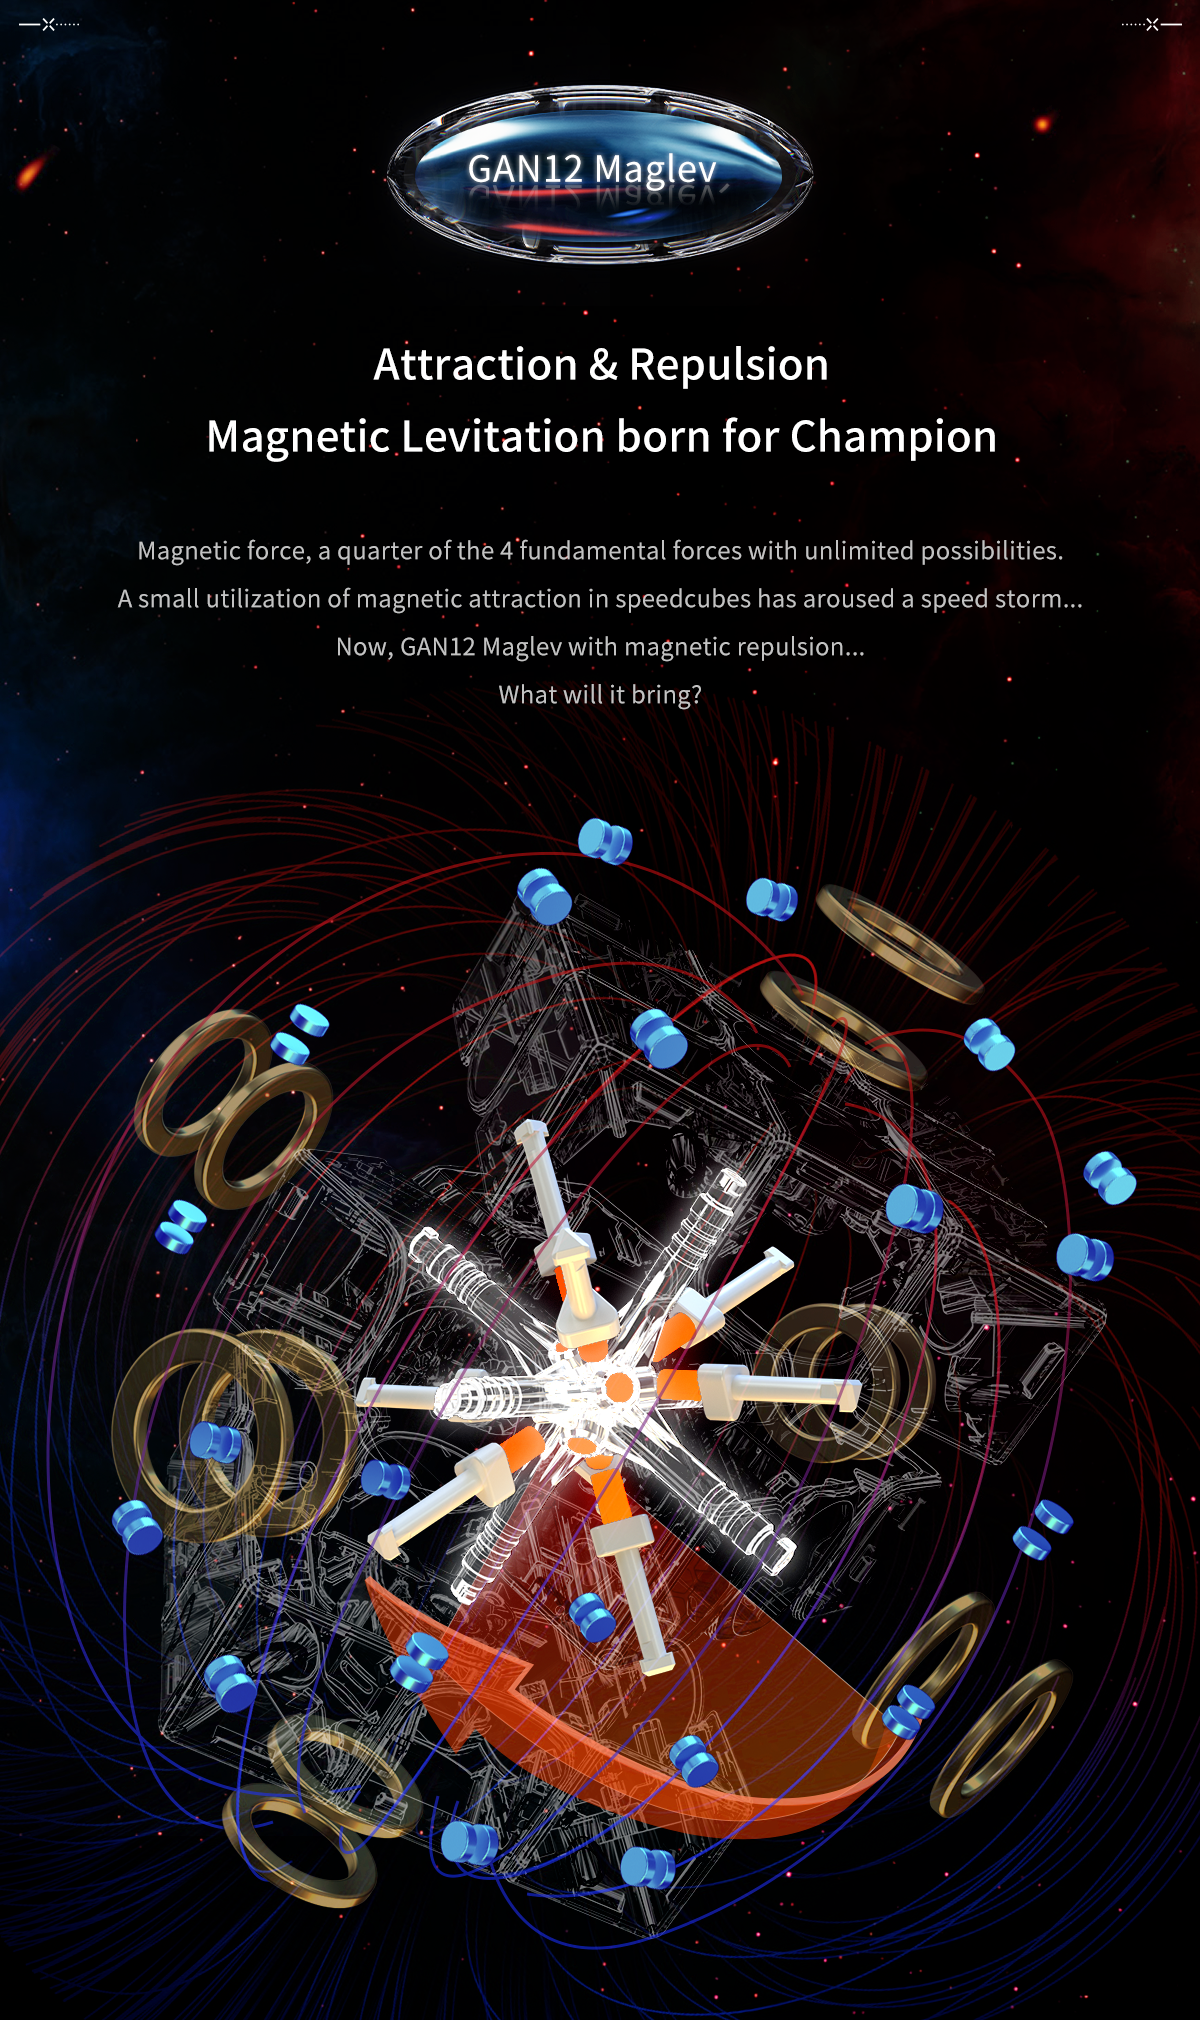 GAN12 Maglev
Attraction & Repulsion
Magnetic Levitation born for Champion
Magnetic force, a quarter of the 4 fundamental forces with unlimited possibilities.
A small utilization of magnetic attraction in speedcubes has aroused a speed storm...
Now, GAN12 Maglev with magnetic repulsion...
What will it bring?